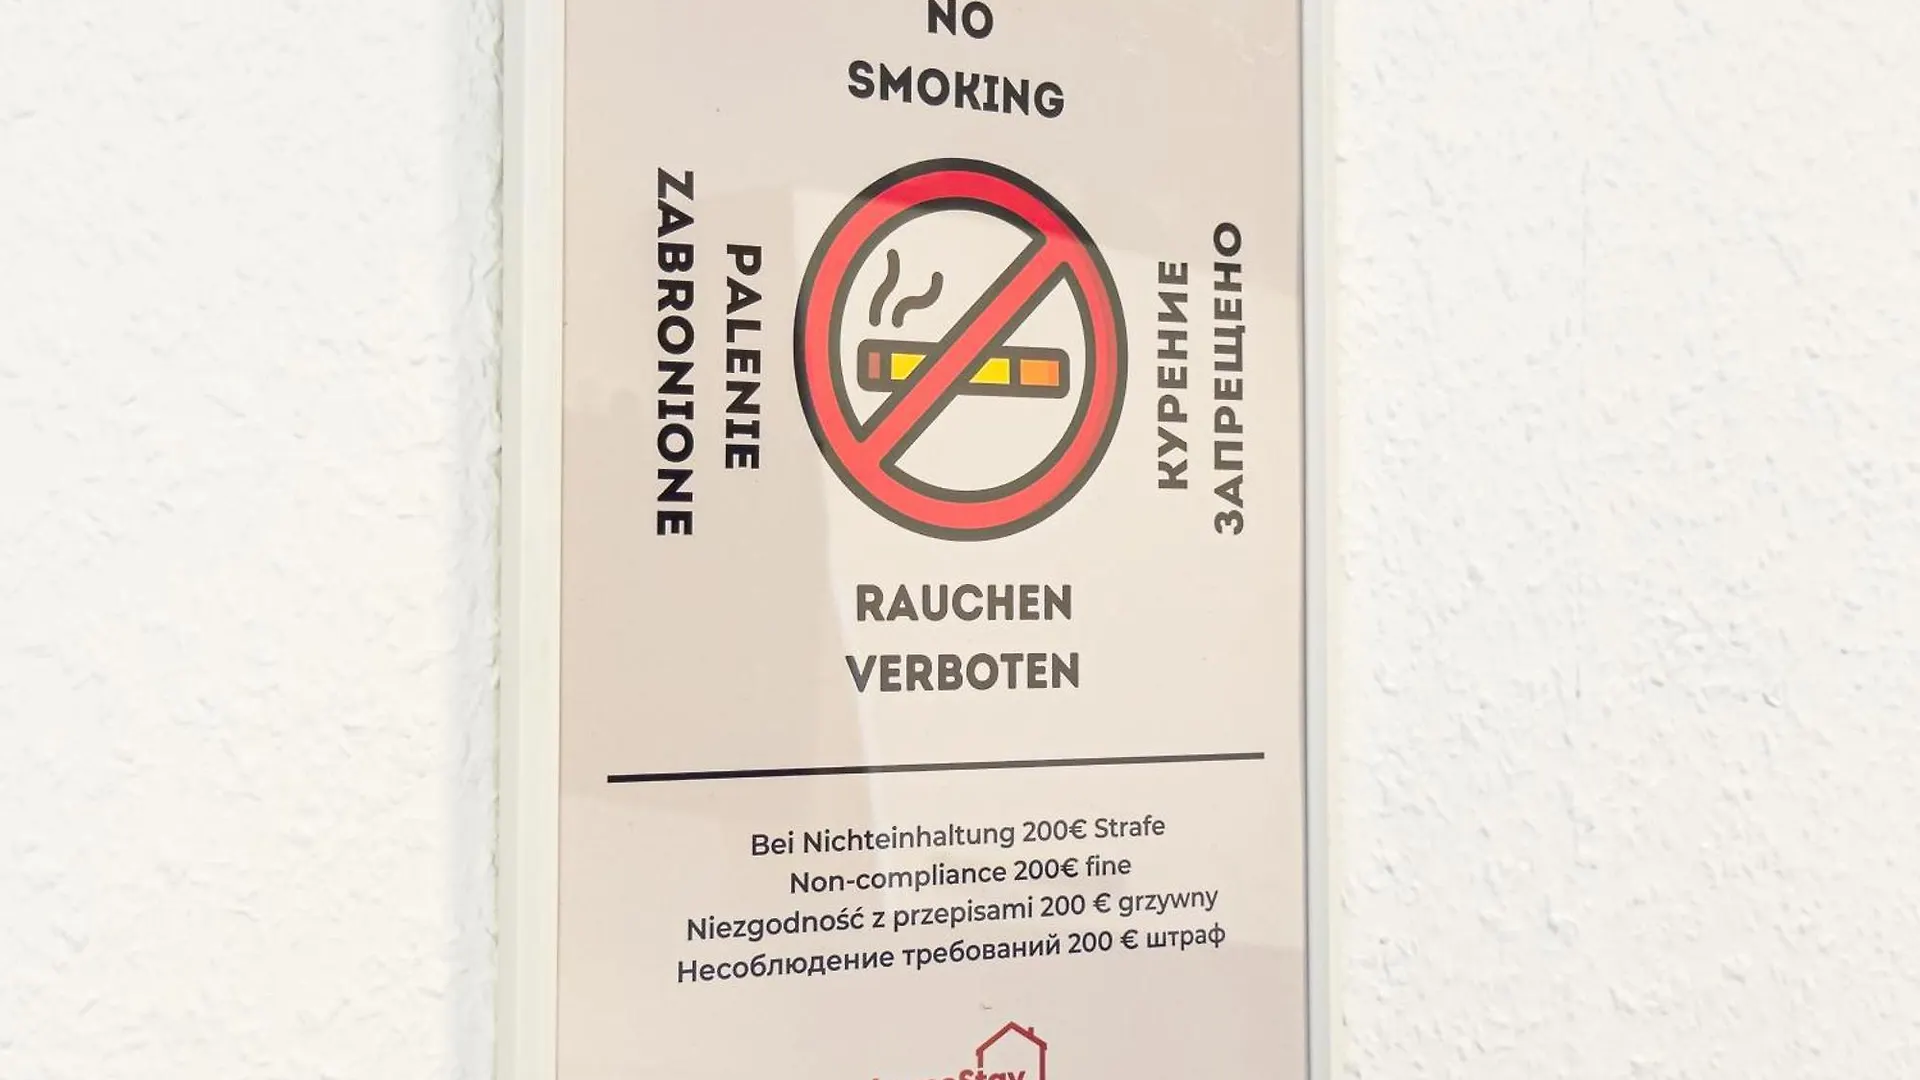 NO
SMOKING
ZABRONIONE
PALENIE
КУРЕНИЕ
ЗАПРЕЩЕНО
RAUCHEN
VERBOTEN
Bei Nichteinhaltung 200€ Strafe
Non-compliance 200€ fine
Niezgodność z przepisami 200 € grzywny
Несоблюдение требований 200 € штраф